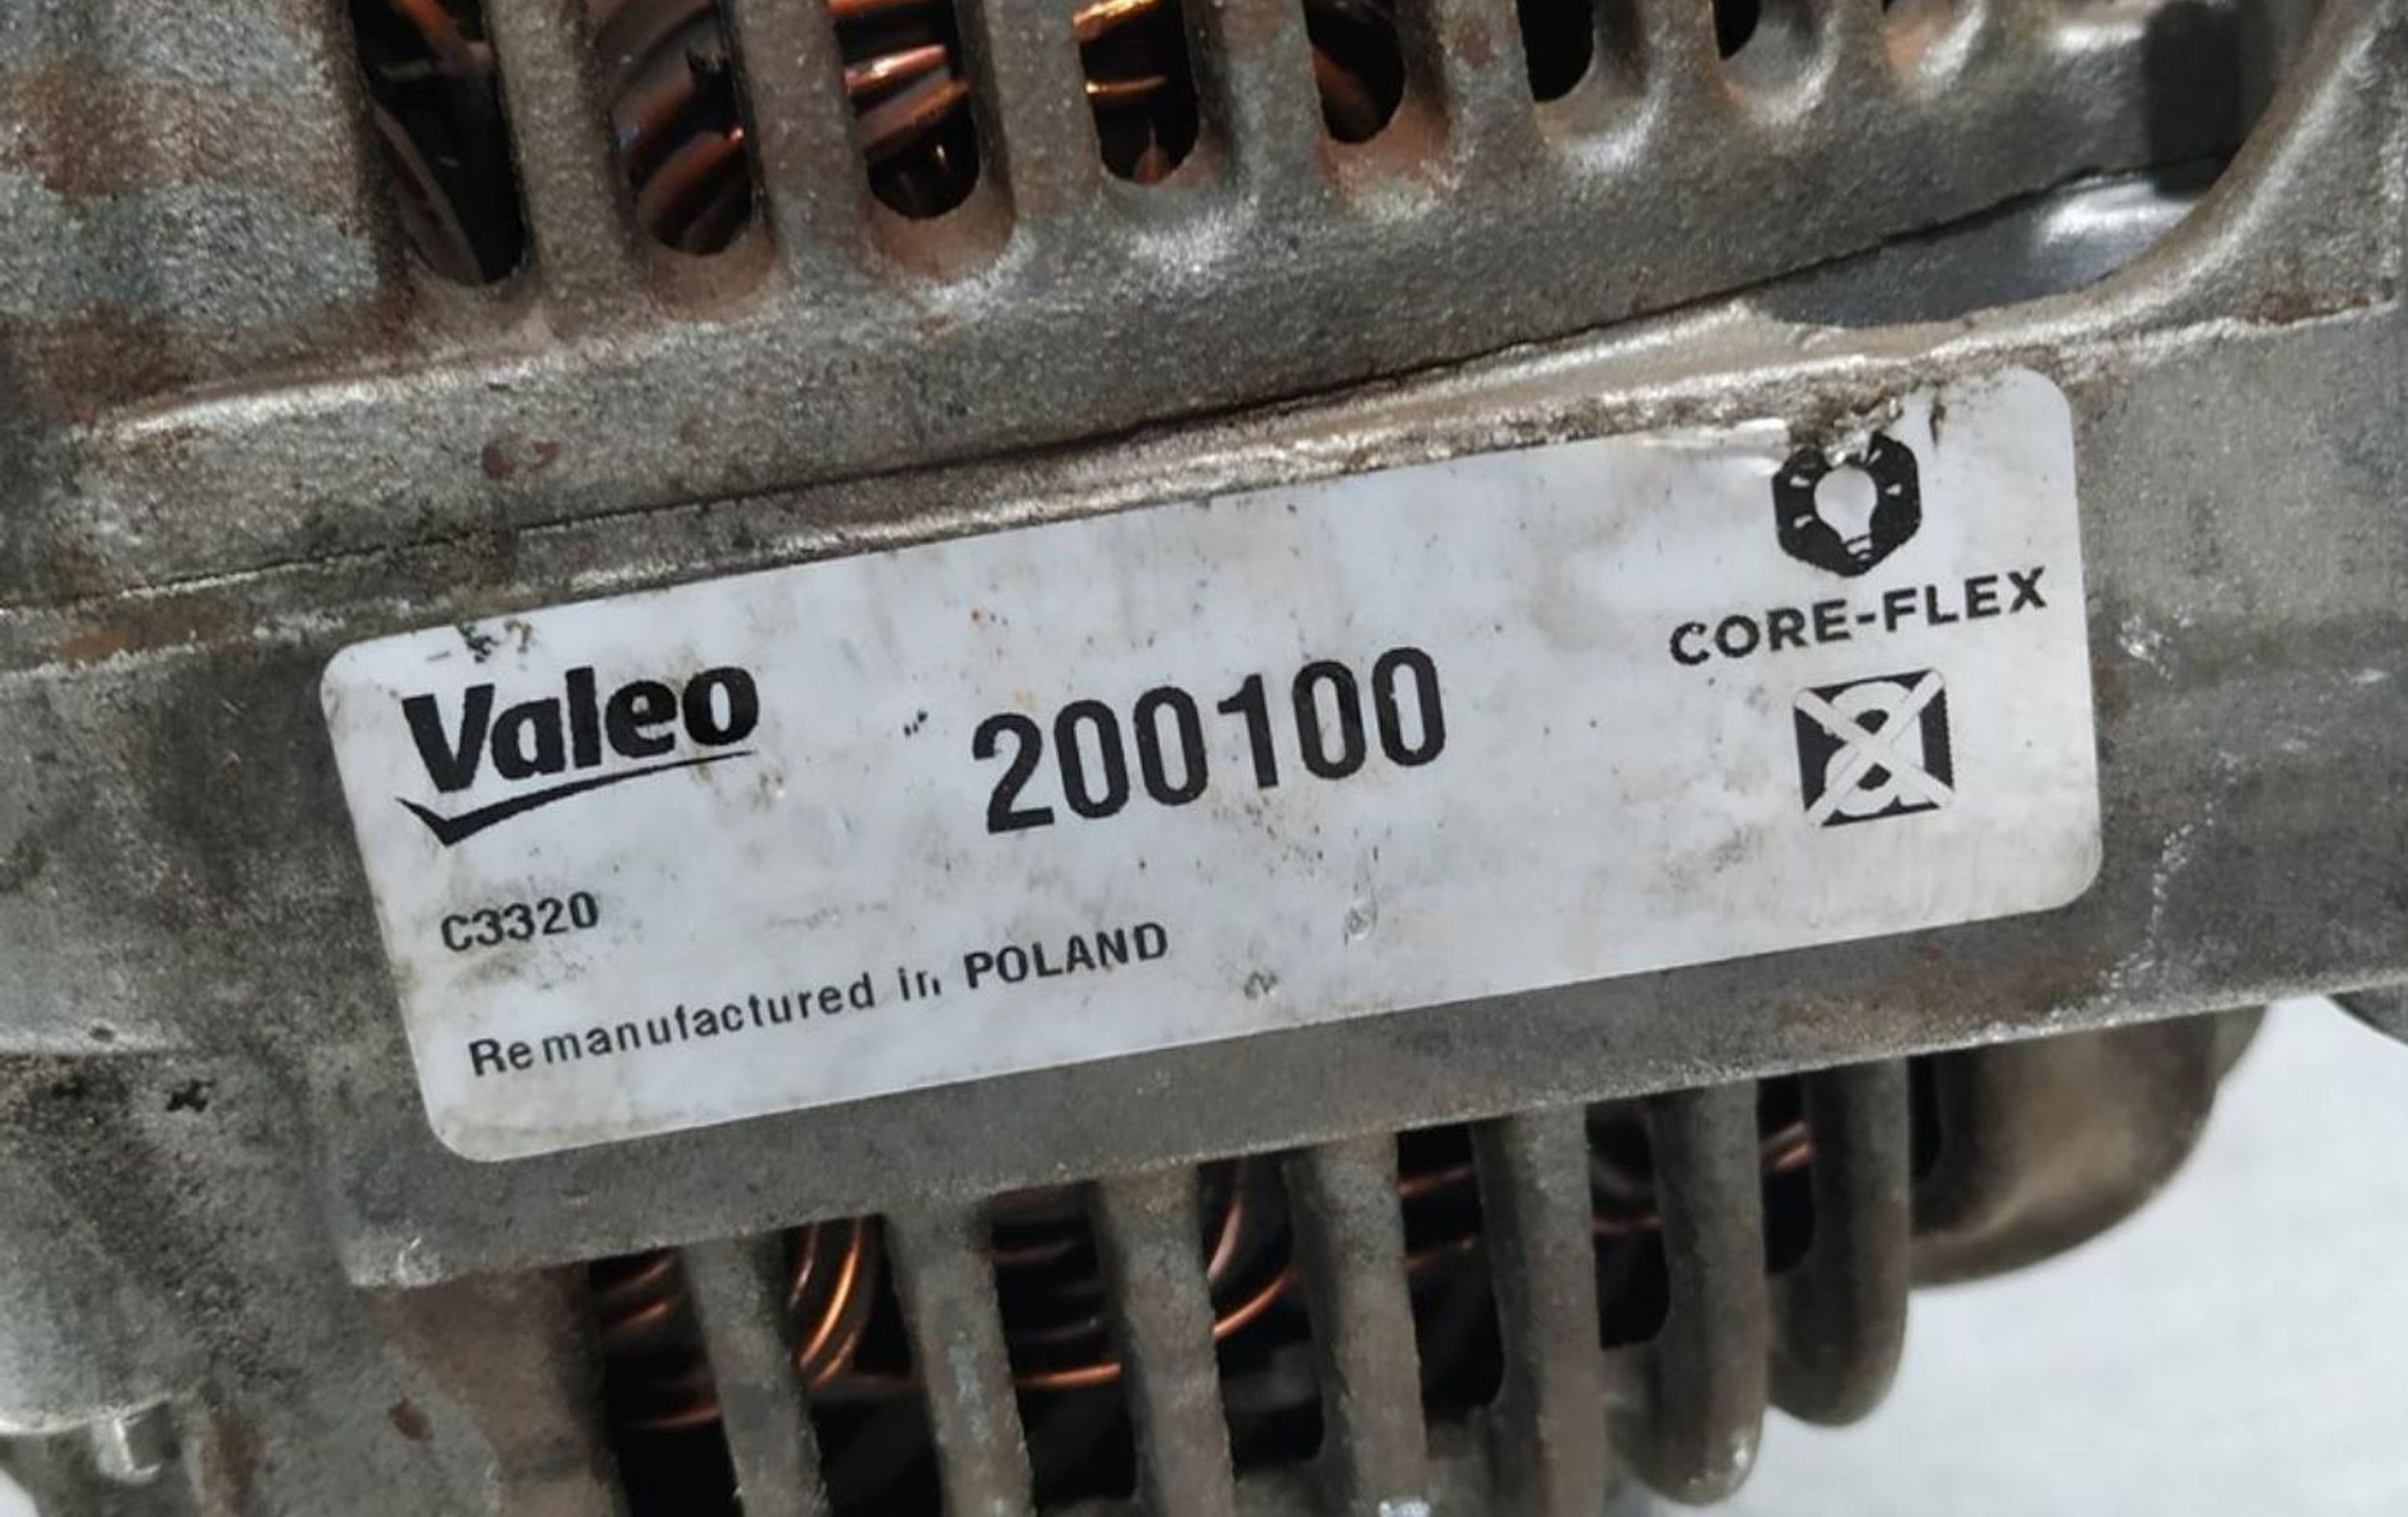 Valeo
200100
CORE-FLEX
C3320
Remanufactured in POLAND